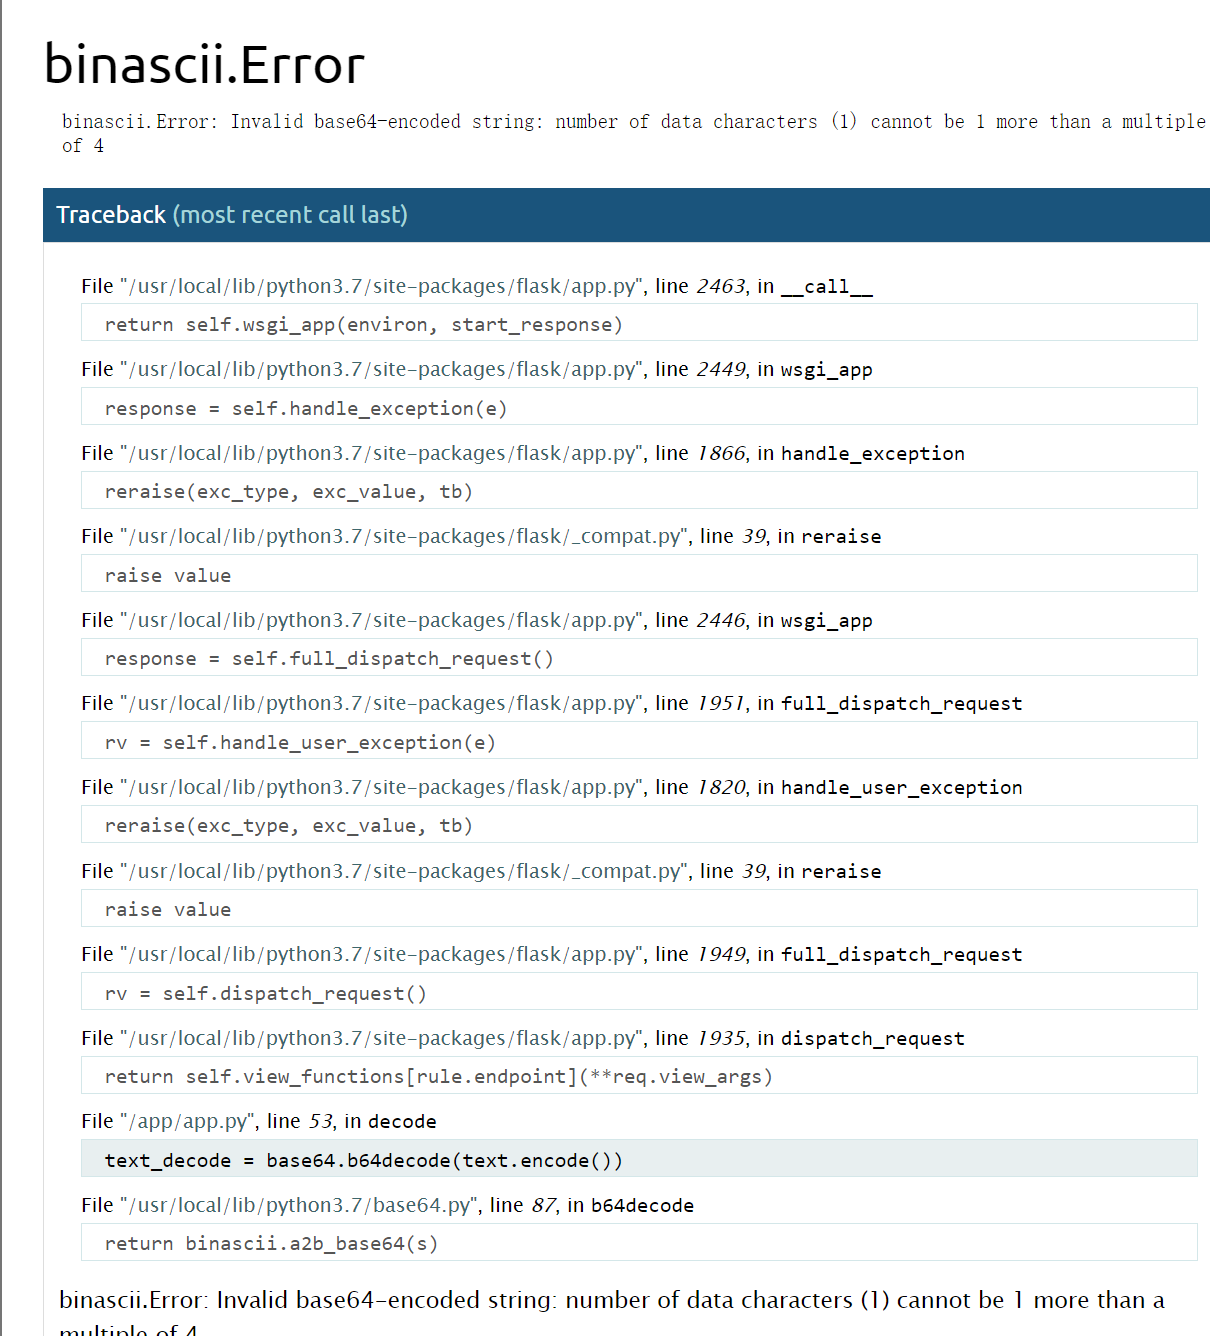 binascii.Error
binascii.Error: Invalid base64-encoded string: number of data characters (1) cannot be 1 more than a multiple
of 4
Traceback (most recent call last)
File "/usr/local/lib/python3.7/site-packages/flask/app.py", line 2463, in __call__
return self.wsgi_app(environ, start_response)
File "/usr/local/lib/python3.7/site-packages/flask/app.py", line 2449, in wsgi_app
response = self.handle_exception(e)
File "/usr/local/lib/python3.7/site-packages/flask/app.py", line 1866, in handle_exception
reraise(exc_type, exc_value, tb)
File "/usr/local/lib/python3.7/site-packages/flask/_compat.py", line 39, in reraise
raise value
File "/usr/local/lib/python3.7/site-packages/flask/app.py", line 2446, in wsgi_app
response = self.full_dispatch_request()
File "/usr/local/lib/python3.7/site-packages/flask/app.py", line 1951, in full_dispatch_request
rv = self.handle_user_exception(e)
File "/usr/local/lib/python3.7/site-packages/flask/app.py", line 1820, in handle_user_exception
reraise(exc_type, exc_value, tb)
File "/usr/local/lib/python3.7/site-packages/flask/_compat.py", line 39, in reraise
raise value
File "/usr/local/lib/python3.7/site-packages/flask/app.py", line 1949, in full_dispatch_request
rv = self.dispatch_request()
File "/usr/local/lib/python3.7/site-packages/flask/app.py", line 1935, in dispatch_request
return self.view_functions[rule.endpoint](**req.view_args)
File "/app/app.py", line 53, in decode
text_decode = base64.b64decode(text.encode())
File "/usr/local/lib/python3.7/base64.py", line 87, in b64decode
return binascii.a2b_base64(s)
binascii.Error: Invalid base64-encoded string: number of data characters (1) cannot be 1 more than a
multiple of 4